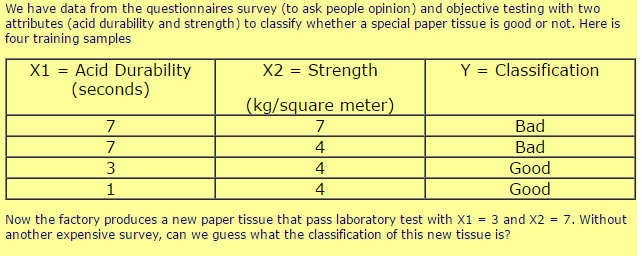 We have data from the questionnaires survey (to ask people opinion) and objective testing with two
attributes (acid durability and strength) to classify whether a special paper tissue is good or not. Here is
four training samples
X1 = Acid Durability (seconds) X2 = Strength (kg/square meter) Y = Classification
7 7 Bad
7 4 Bad
3 4 Good
1 4 Good
Now the factory produces a new paper tissue that pass laboratory test with X1 = 3 and X2 = 7. Without
another expensive survey, can we guess what the classification of this new tissue is?